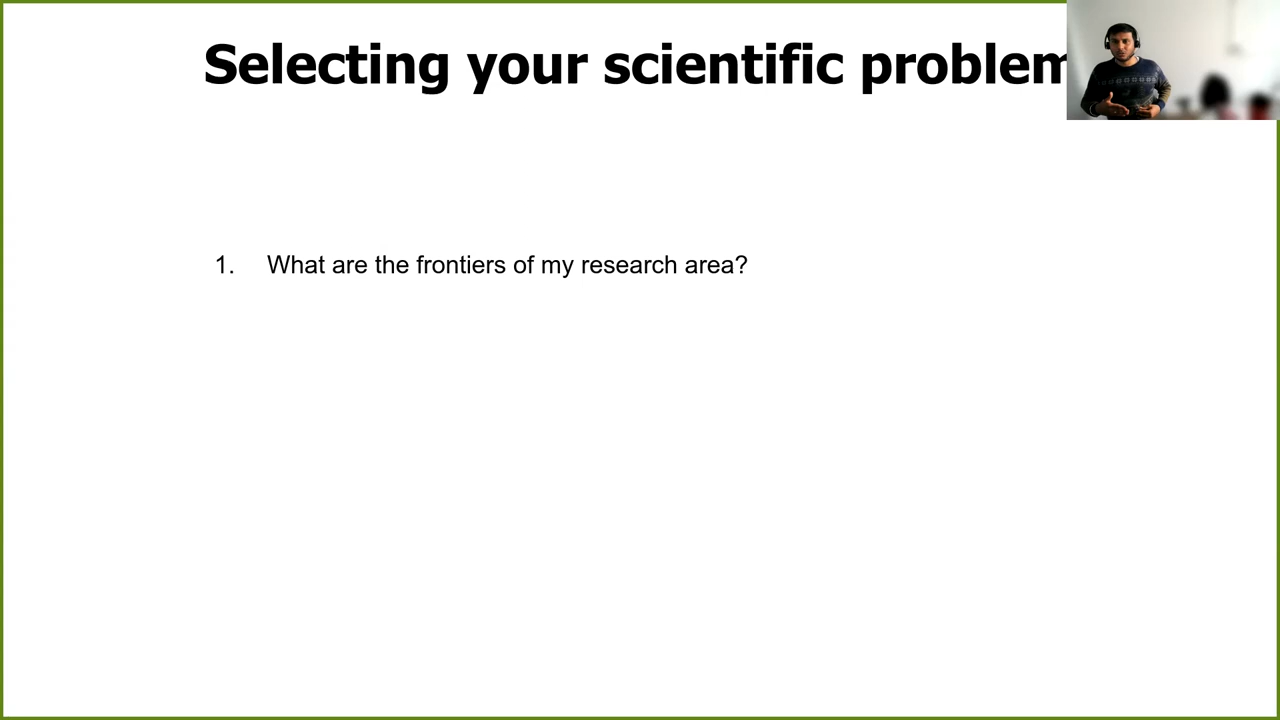 Selecting your scientific problem
1. What are the frontiers of my research area?